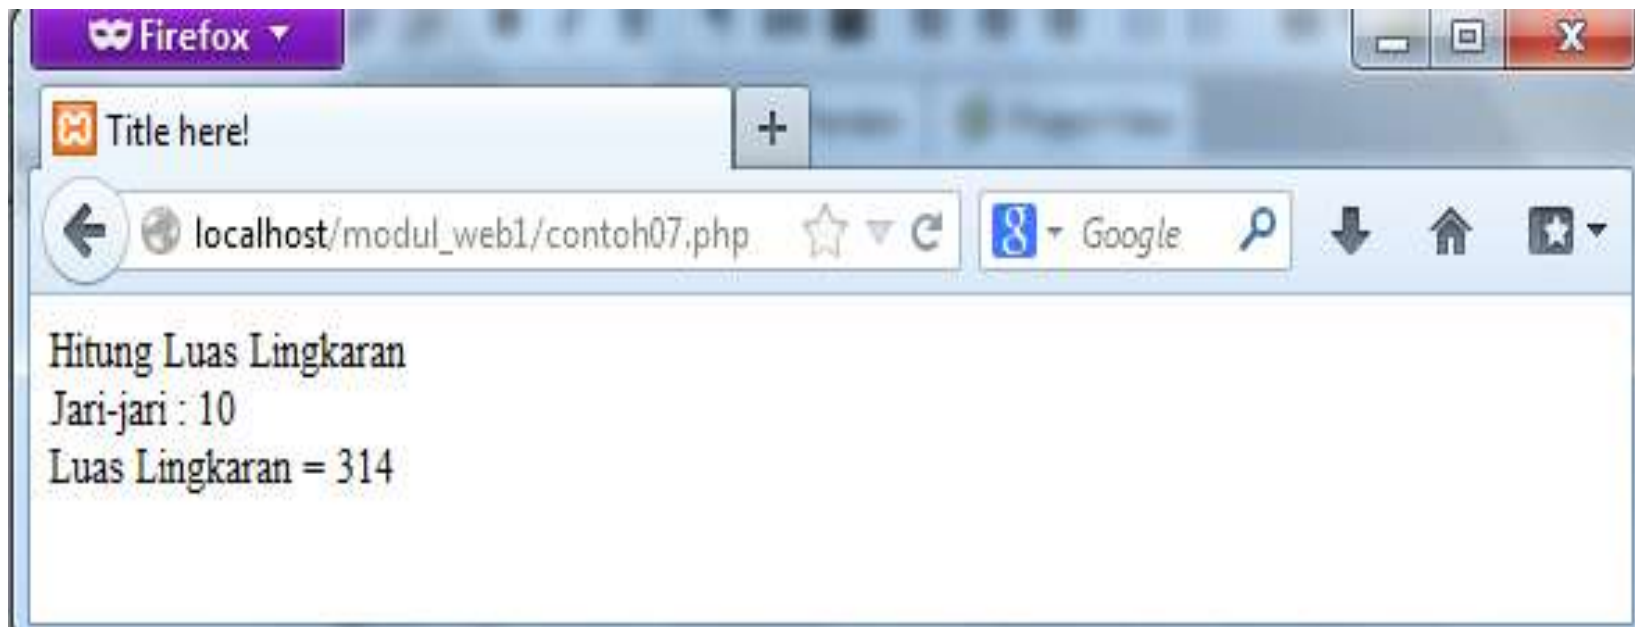 Firefox
Title here!
localhost/modul_web1/contoh07.php
Google
Hitung Luas Lingkaran
Jari-jari : 10
Luas Lingkaran = 314